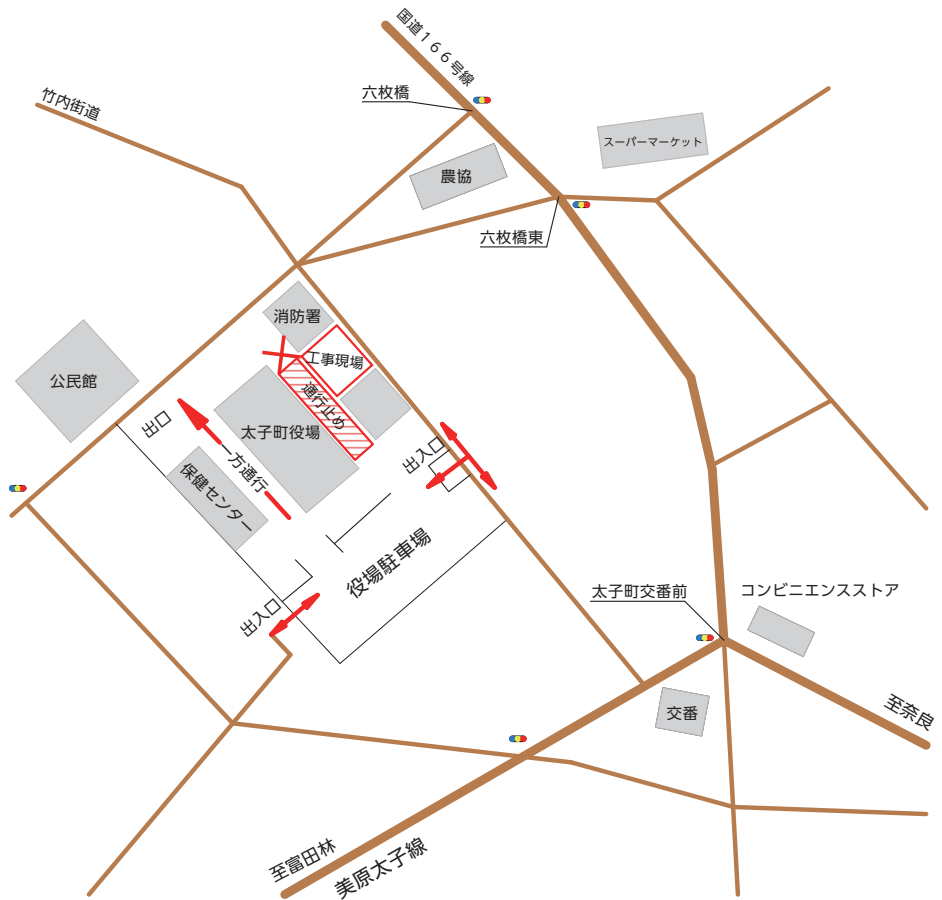 国道１６６号線
六枚橋
竹内街道
スーパーマーケット
農協
六枚橋東
消防署
工事現場
公民館
通行止め
出口
太子町役場
一方通行
出入口
保健センター
役場駐車場
出入口
太子町交番前
コンビニエンスストア
交番
至奈良
至富田林
美原太子線